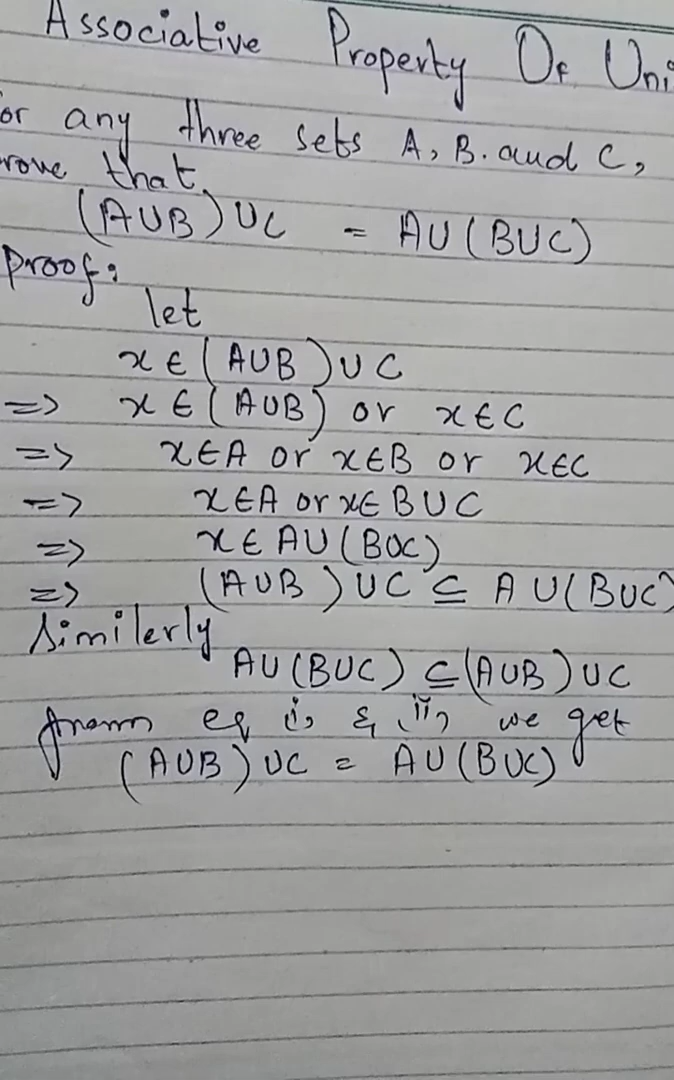 Associative Property Of Uni
or any three sets A, B. and C,
rove that,
(AUB)UC = AU(BUC)
Proof:
let
x ∈ (AUB)UC
=> x ∈ (AUB) or x∈C
=> x∈A or x∈B or x∈C
=> x∈A or x∈ BUC
=> x∈ AU(BUC)
=> (AUB)UC ⊆ AU(BUC)
Similerly
AU(BUC) ⊆ (AUB)UC
from eq i, & ii, we get
(AUB)UC = AU(BUC)